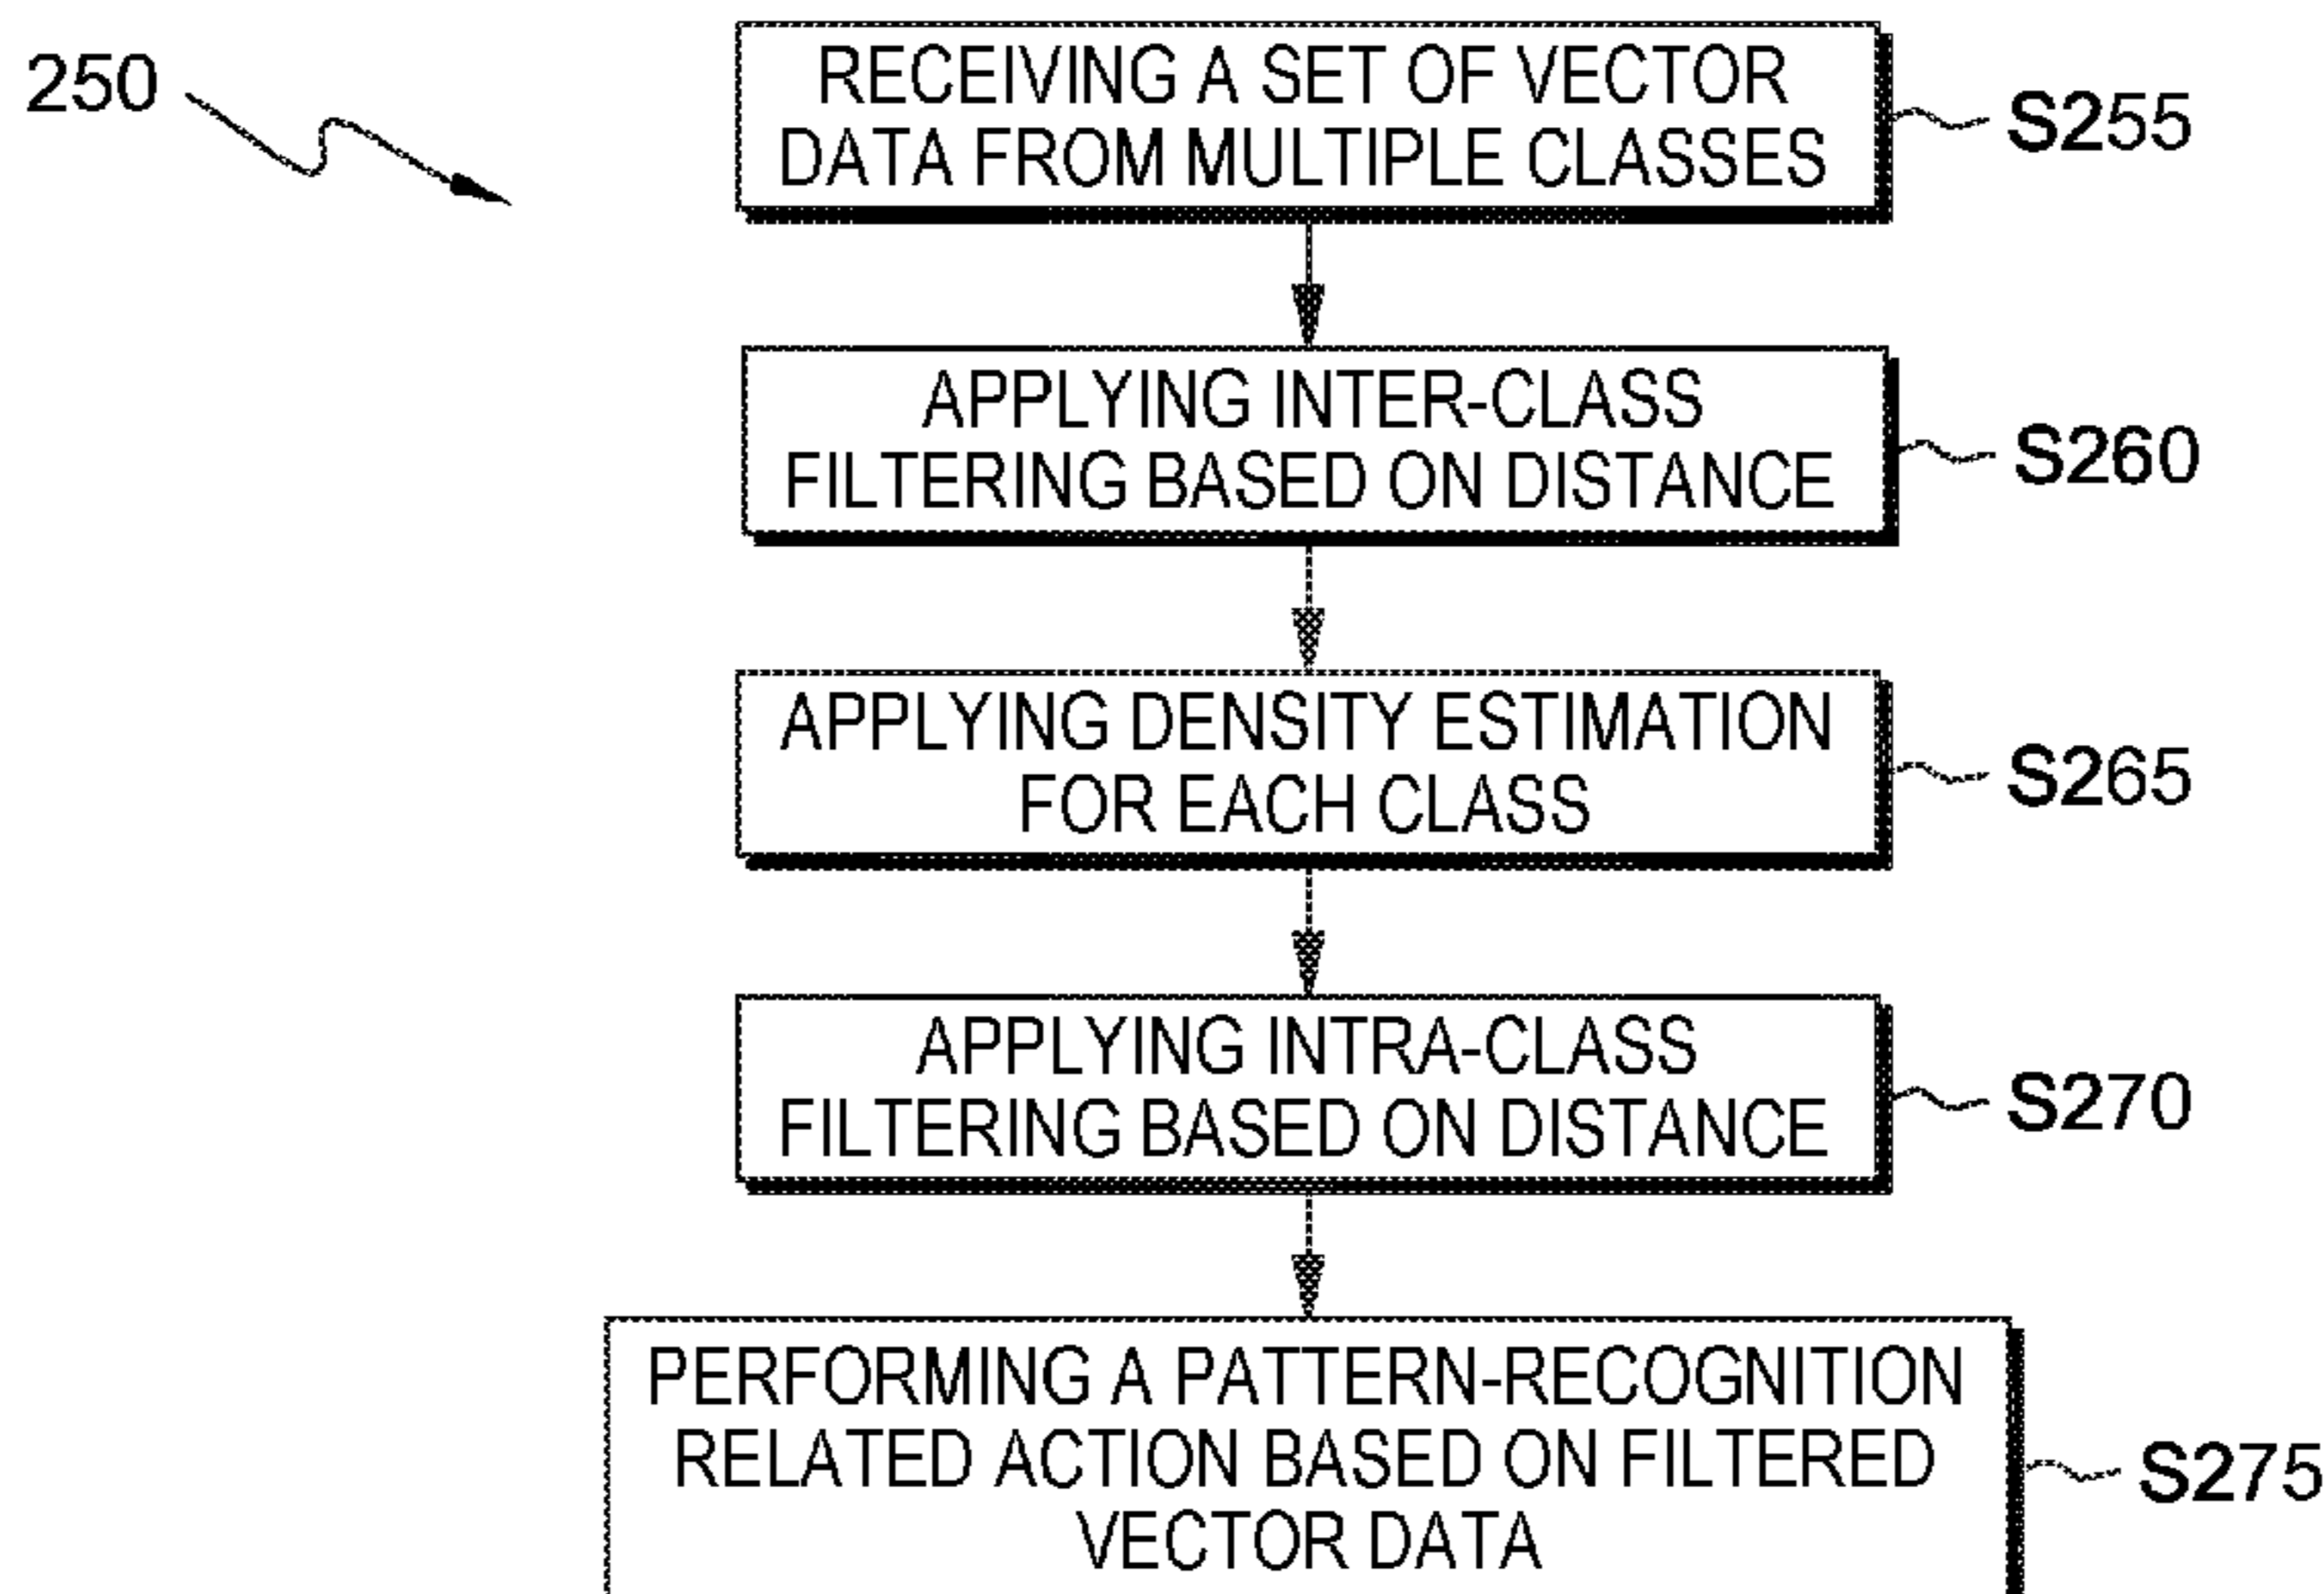 250
RECEIVING A SET OF VECTOR
DATA FROM MULTIPLE CLASSES
S255
APPLYING INTER-CLASS
FILTERING BASED ON DISTANCE
S260
APPLYING DENSITY ESTIMATION
FOR EACH CLASS
S265
APPLYING INTRA-CLASS
FILTERING BASED ON DISTANCE
S270
PERFORMING A PATTERN-RECOGNITION
RELATED ACTION BASED ON FILTERED
VECTOR DATA
S275